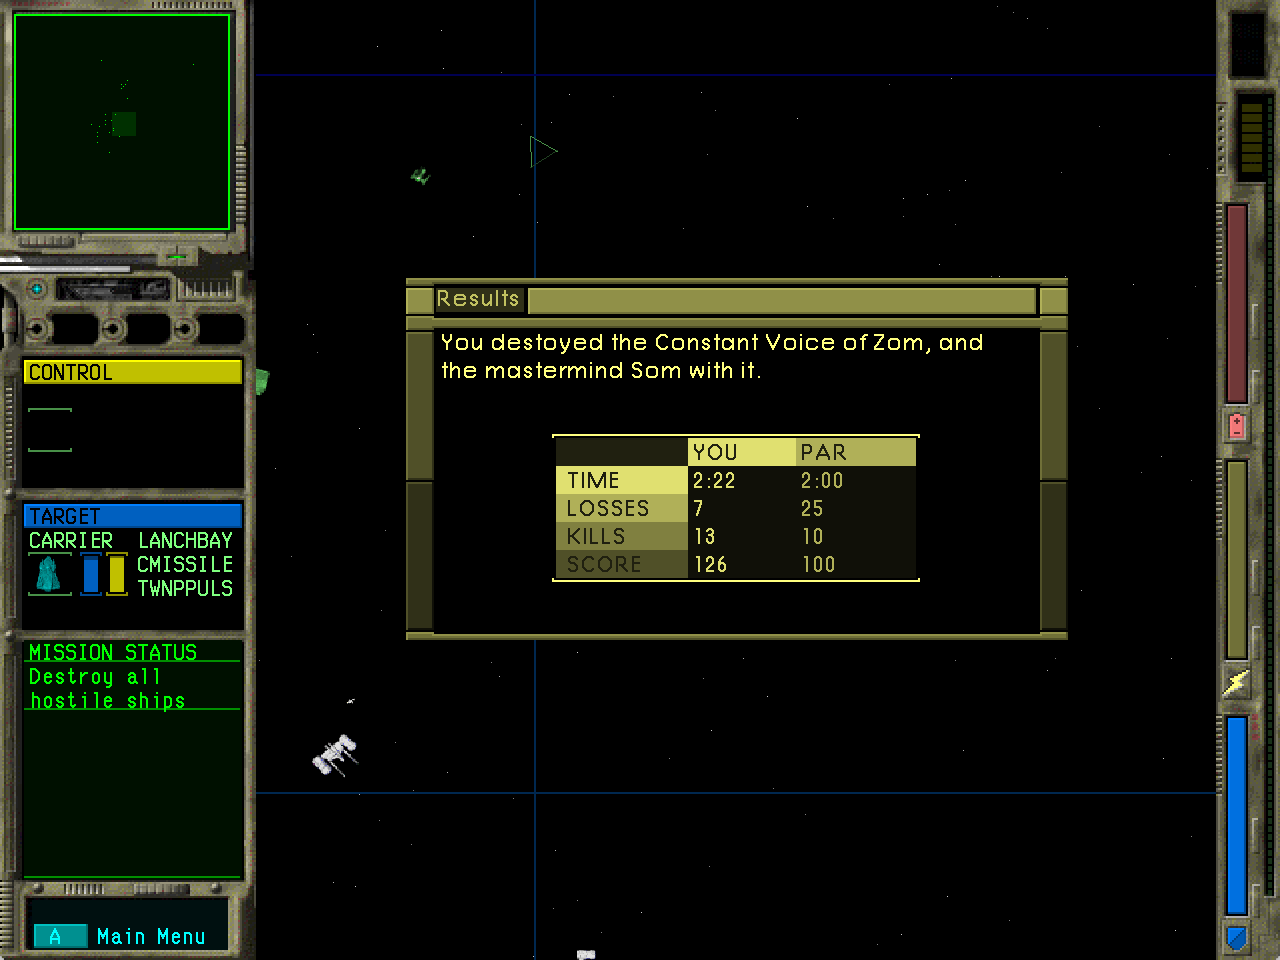 CONTROL
TARGET
CARRIER LANCHBAY
CMISSILE
TWNPPULS
MISSION STATUS
Destroy all
hostile ships
A Main Menu
Results
You destoyed the Constant Voice of Zom, and
the mastermind Som with it.
YOU PAR
TIME 2:22 2:00
LOSSES 7 25
KILLS 13 10
SCORE 126 100